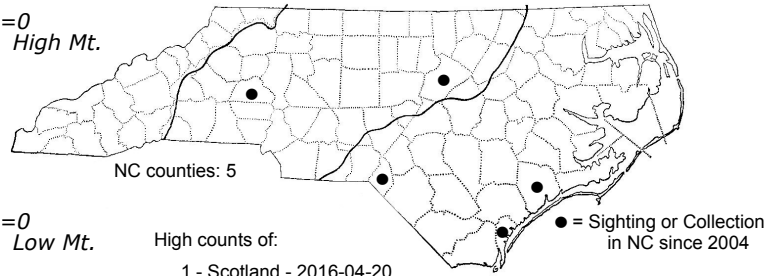 =0
High Mt.
NC counties: 5
=0
Low Mt.
High counts of:
1 - Scotland - 2016-04-20
● = Sighting or Collection
in NC since 2004